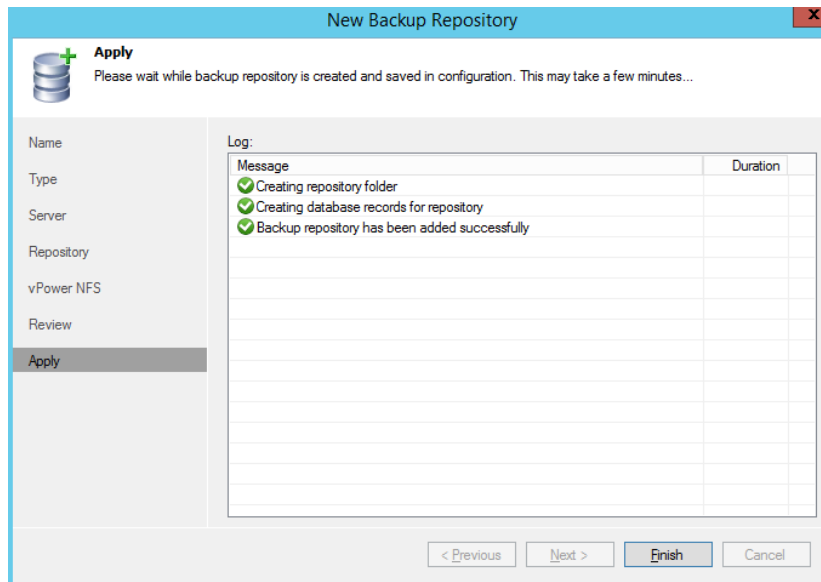 New Backup Repository
X
Apply
Please wait while backup repository is created and saved in configuration. This may take a few minutes...
Name
Type
Server
Repository
vPower NFS
Review
Apply
Log:
Message Duration
Creating repository folder
Creating database records for repository
Backup repository has been added successfully
< Previous Next > Finish Cancel